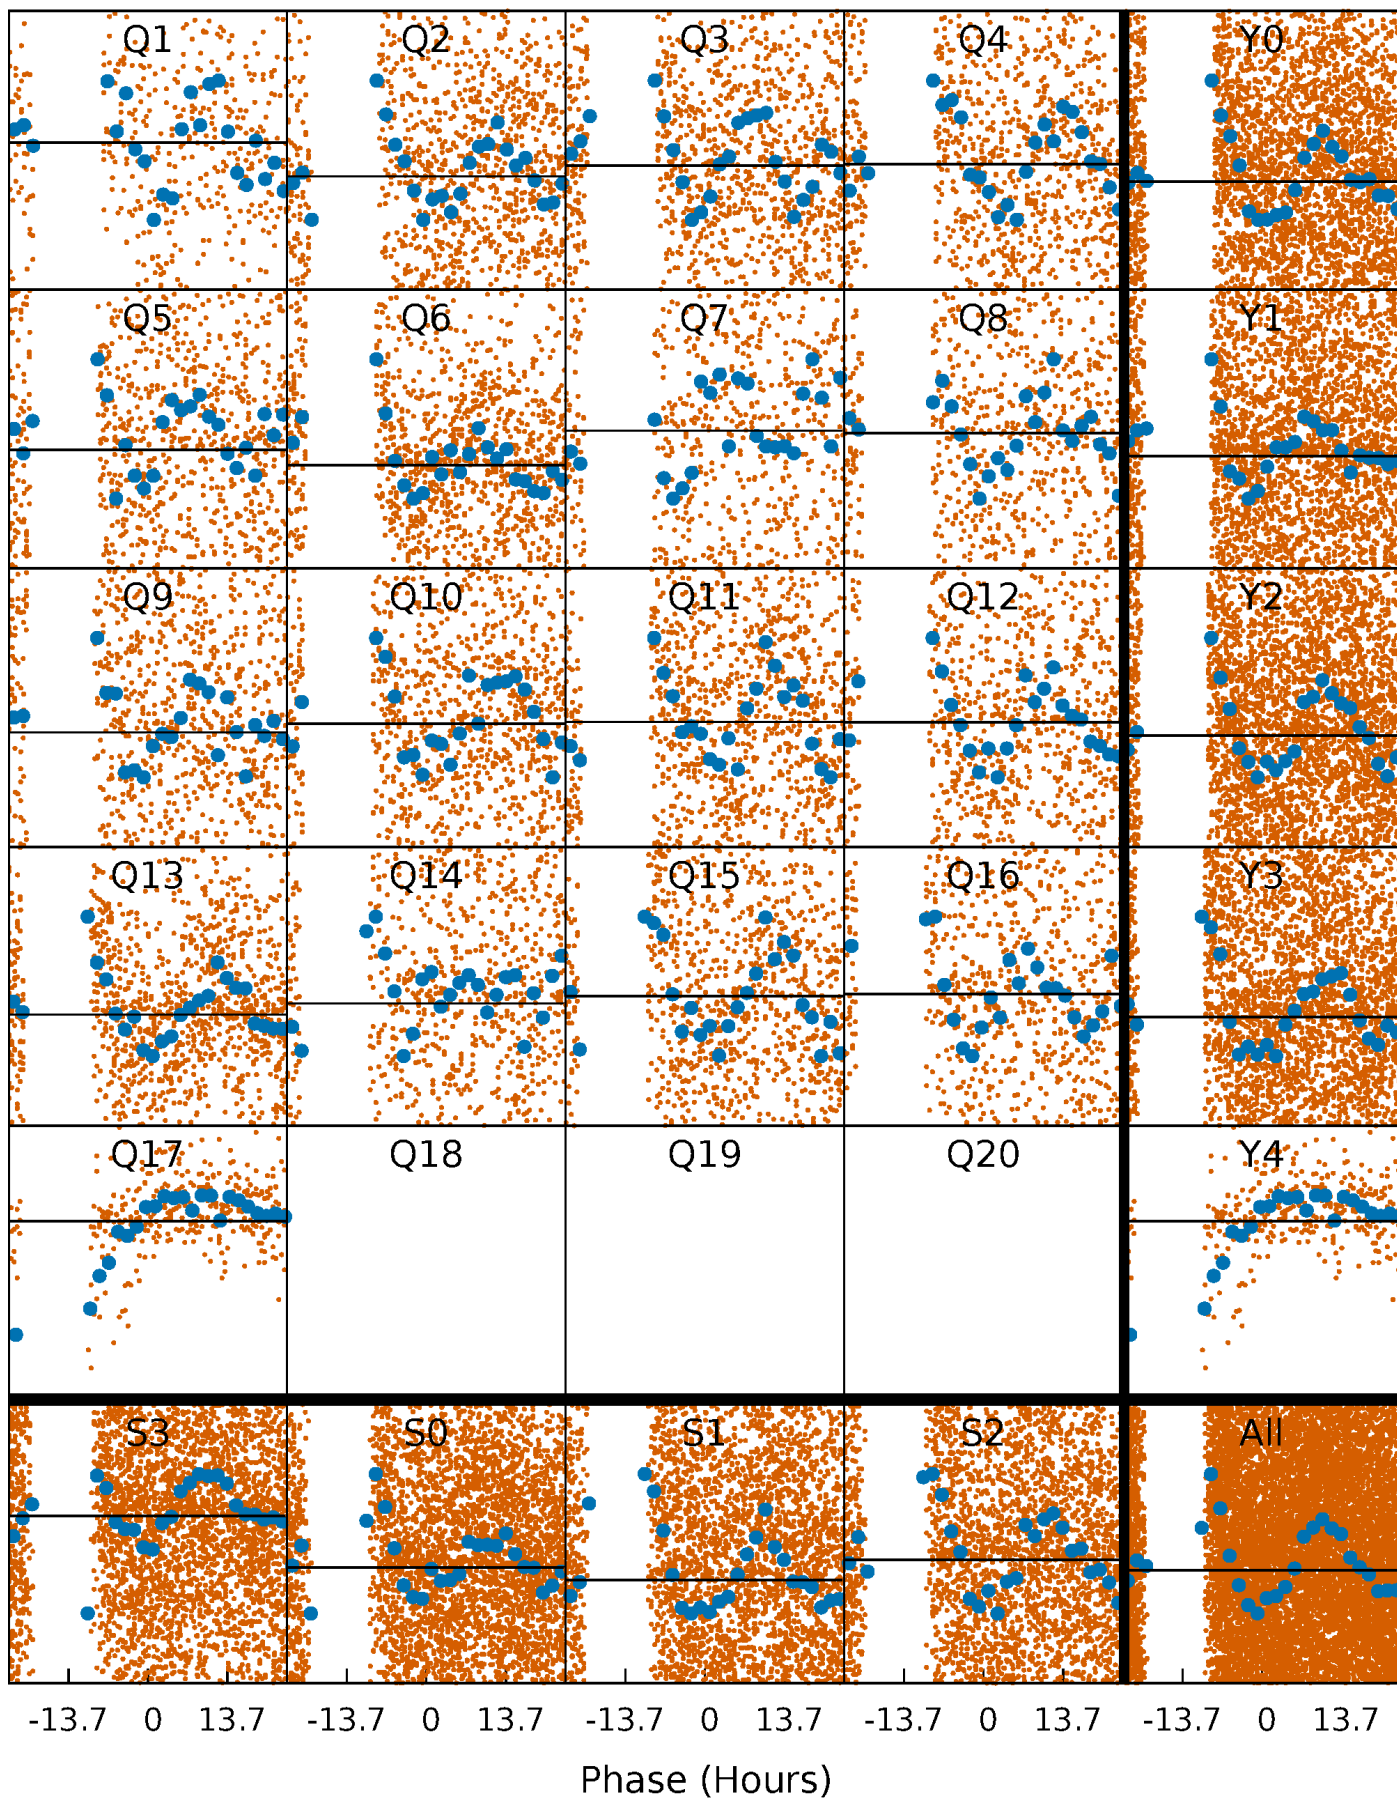 Q1 Q2 Q3 Q4 Y0
Q5 Q6 Q7 Q8 Y1
Q9 Q10 Q11 Q12 Y2
Q13 Q14 Q15 Q16 Y3
Q17 Q18 Q19 Q20 Y4
S3 S0 S1 S2 All
-13.7 0 13.7 -13.7 0 13.7 -13.7 0 13.7 -13.7 0 13.7 -13.7 0 13.7
Phase (Hours)